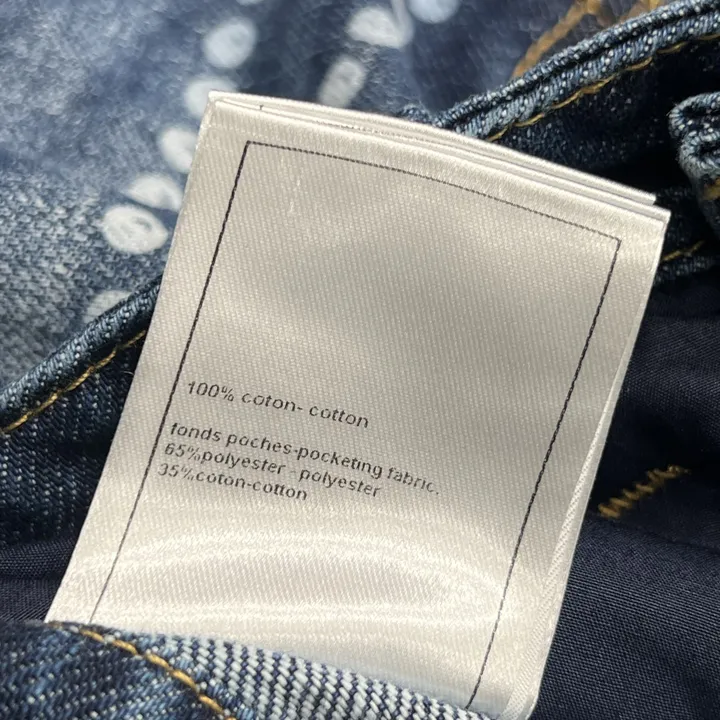 100% coton- cotton
fonds poches-pocketing fabric.
65%polyester - polyester
35%coton-cotton